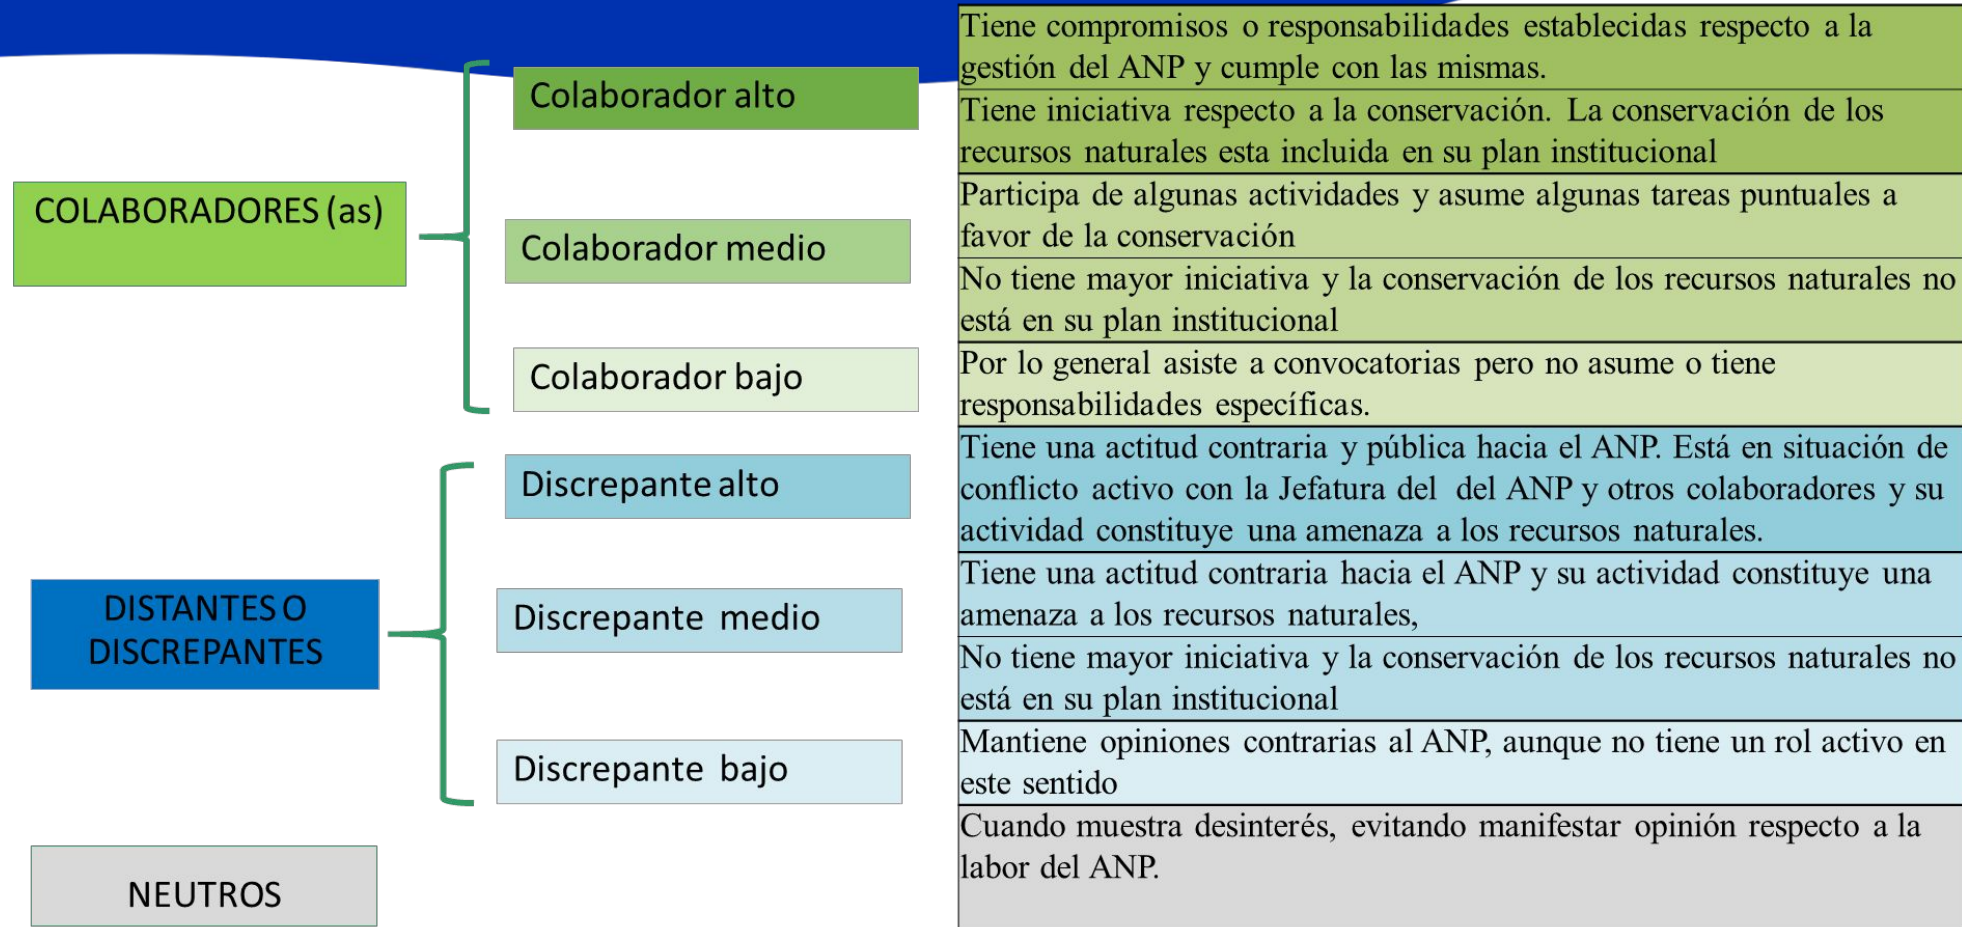 COLABORADORES (as)
Colaborador alto
Tiene compromisos o responsabilidades establecidas respecto a la
gestión del ANP y cumple con las mismas.
Tiene iniciativa respecto a la conservación. La conservación de los
recursos naturales esta incluida en su plan institucional
Colaborador medio
Participa de algunas actividades y asume algunas tareas puntuales a
favor de la conservación
No tiene mayor iniciativa y la conservación de los recursos naturales no
está en su plan institucional
Colaborador bajo
Por lo general asiste a convocatorias pero no asume o tiene
responsabilidades específicas.
DISTANTES O
DISCREPANTES
Discrepante alto
Tiene una actitud contraria y pública hacia el ANP. Está en situación de
conflicto activo con la Jefatura del del ANP y otros colaboradores y su
actividad constituye una amenaza a los recursos naturales.
Discrepante medio
Tiene una actitud contraria hacia el ANP y su actividad constituye una
amenaza a los recursos naturales,
No tiene mayor iniciativa y la conservación de los recursos naturales no
está en su plan institucional
Discrepante bajo
Mantiene opiniones contrarias al ANP, aunque no tiene un rol activo en
este sentido
NEUTROS
Cuando muestra desinterés, evitando manifestar opinión respecto a la
labor del ANP.